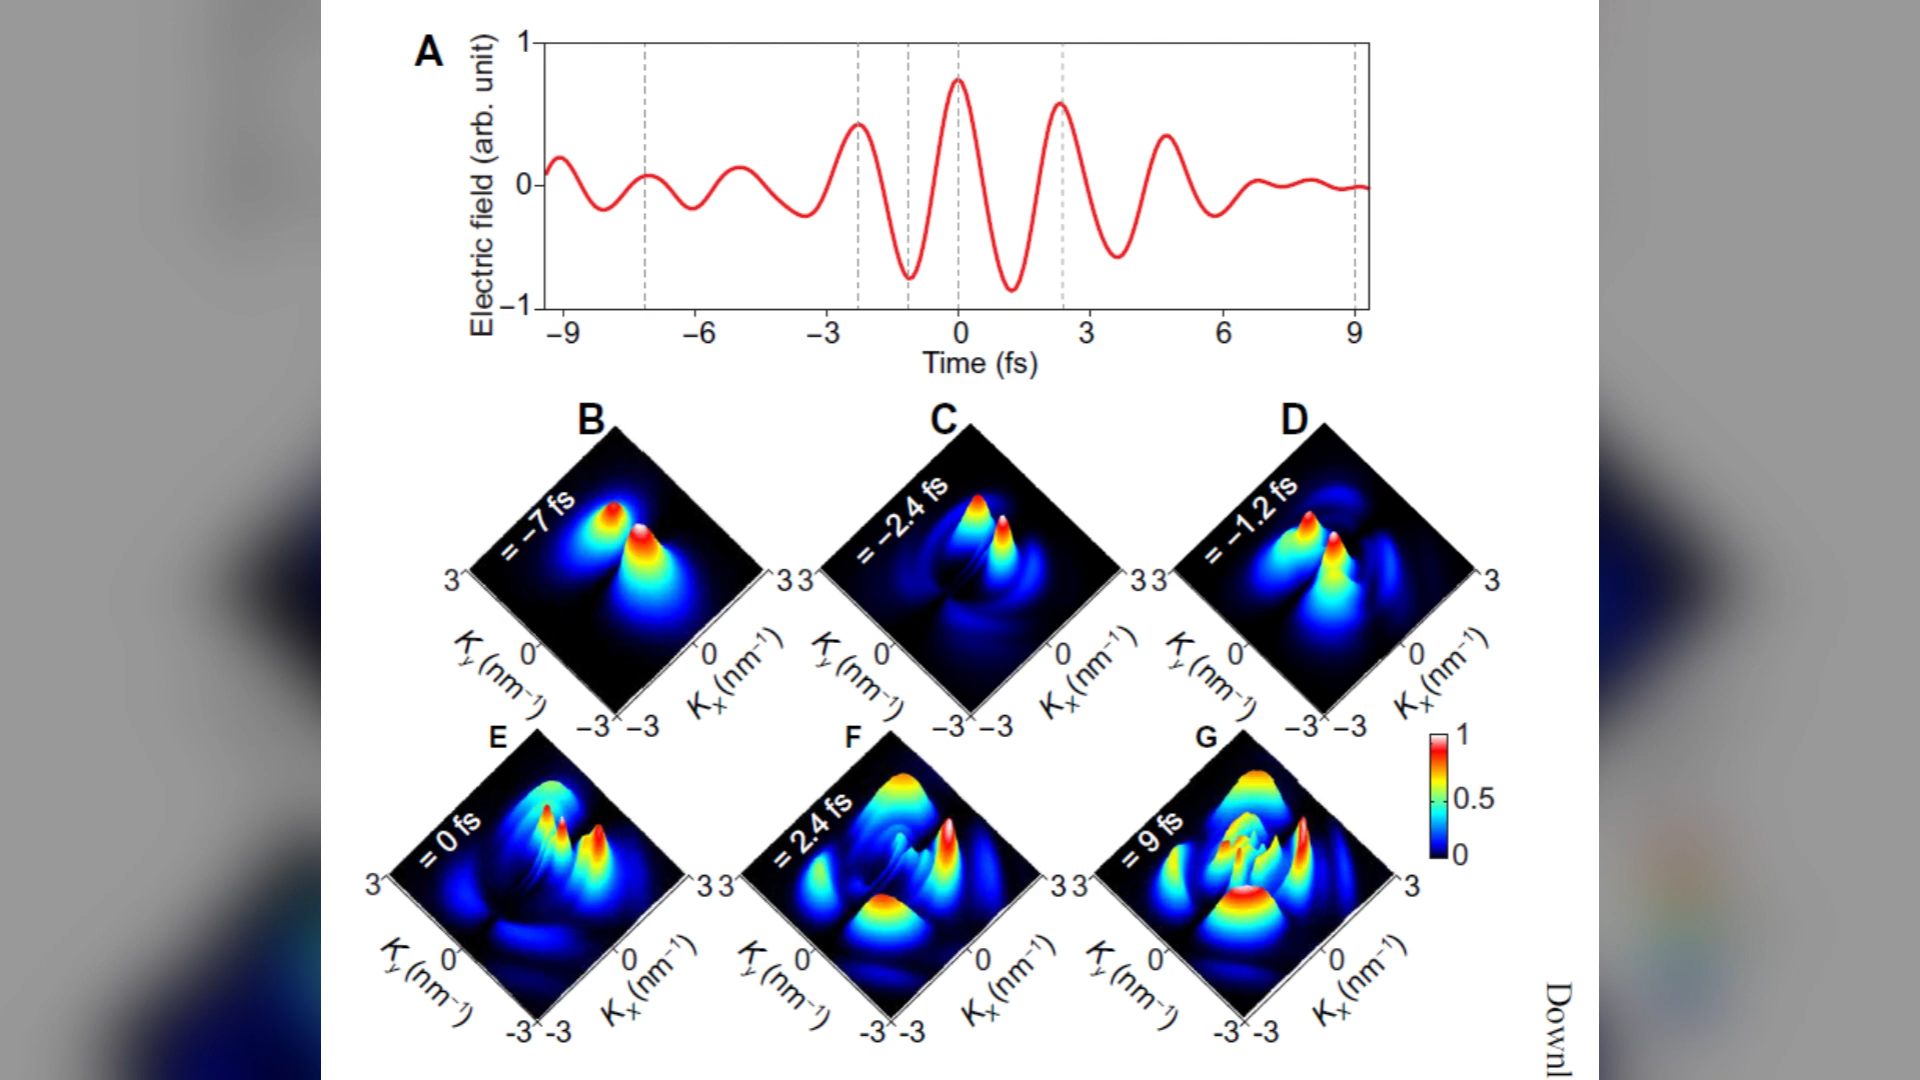 A
Electric field (arb. unit)
1
0
−1
−9 −6 −3 0 3 6 9
Time (fs)
B
= −7 fs
3 3
0 0
Ky (nm⁻¹) Kx (nm⁻¹)
−3 −3
C
= −2.4 fs
3 3
0 0
Ky (nm⁻¹) Kx (nm⁻¹)
−3 −3
D
= −1.2 fs
3 3
0 0
Ky (nm⁻¹) Kx (nm⁻¹)
−3 −3
E
= 0 fs
3 3
0 0
Ky (nm⁻¹) Kx (nm⁻¹)
-3 -3
F
= 2.4 fs
3 3
0 0
Ky (nm⁻¹) Kx (nm⁻¹)
-3 -3
G
= 9 fs
3 3
0 0
Ky (nm⁻¹) Kx (nm⁻¹)
-3 -3
1
0.5
0
Downl